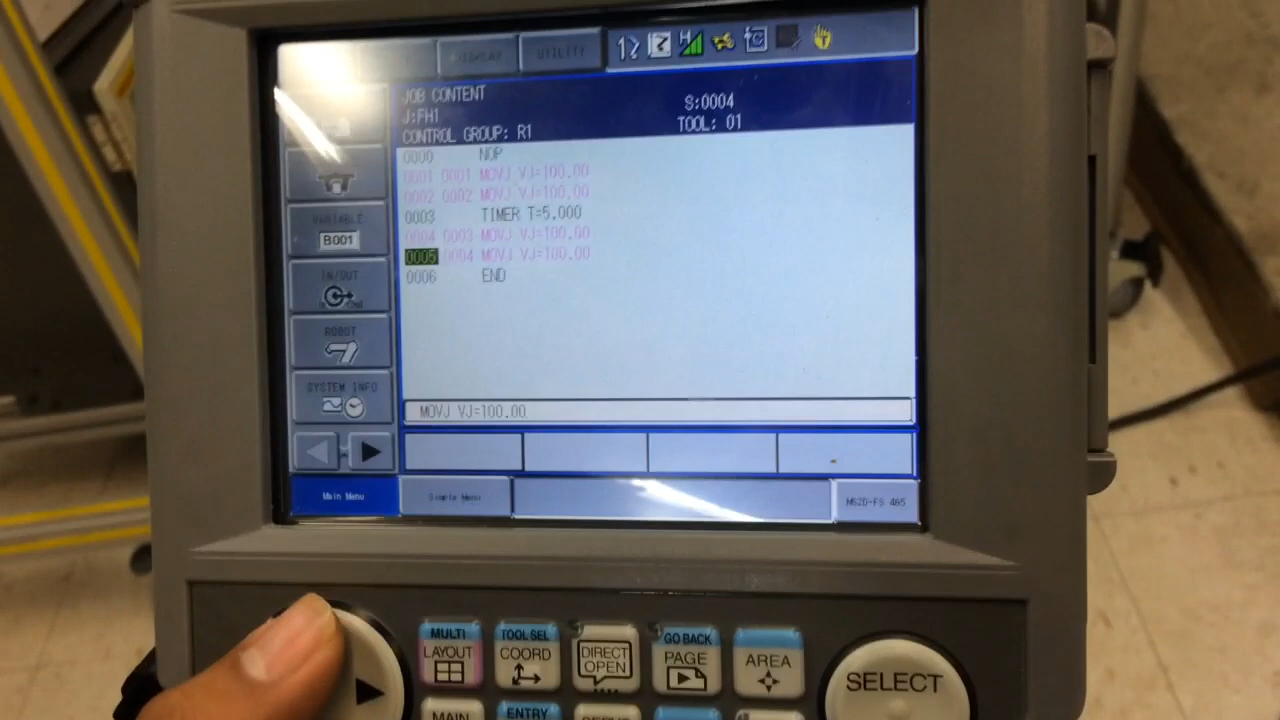 DISPLAY UTILITY
JOB CONTENT
J:FH1 S:0004
CONTROL GROUP: R1 TOOL: 01
0000 NOP
0001 0001 MOVJ VJ=100.00
0002 0002 MOVJ VJ=100.00
0003 TIMER T=5.000
0004 0003 MOVJ VJ=100.00
0005 0004 MOVJ VJ=100.00
0006 END
VARIABLE
B001
IN/OUT
ROBOT
SYSTEM INFO
MOVJ VJ=100.00
Main Menu Simple Menu
MULTI
LAYOUT
TOOL SEL
COORD
DIRECT
OPEN
GO BACK
PAGE
AREA
SELECT
MAIN
ENTRY